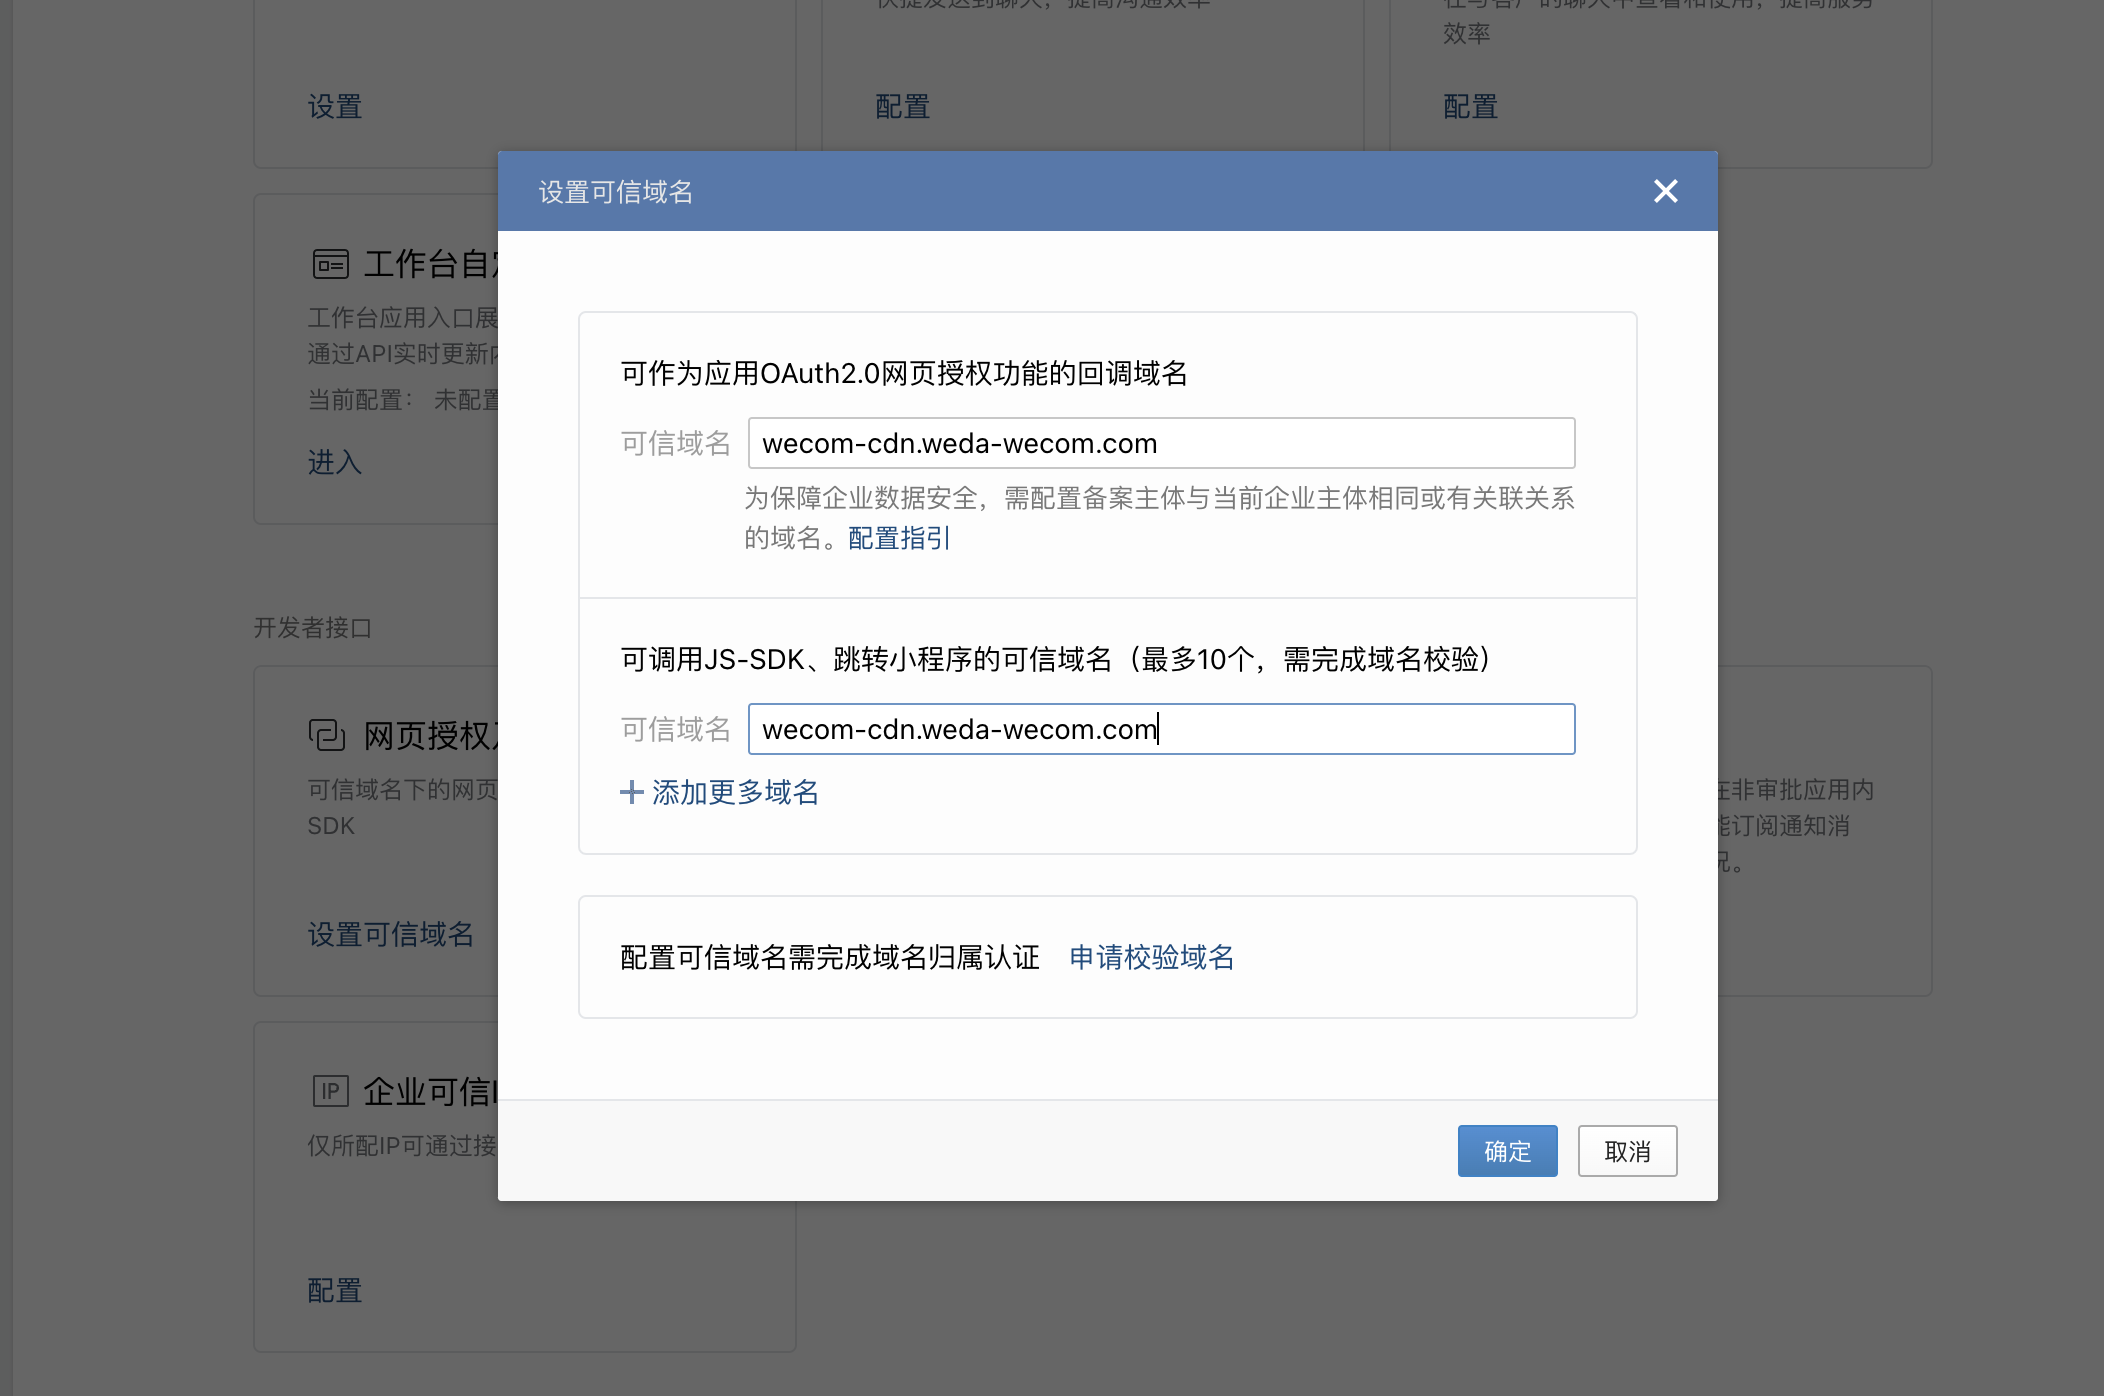 效率
设置
配置
配置
设置可信域名
工作台自
工作台应用入口展
通过API实时更新
当前配置： 未配置
进入
可作为应用OAuth2.0网页授权功能的回调域名
可信域名 wecom-cdn.weda-wecom.com
为保障企业数据安全，需配置备案主体与当前企业主体相同或有关联关系
的域名。配置指引
开发者接口
可调用JS-SDK、跳转小程序的可信域名（最多10个，需完成域名校验）
可信域名 wecom-cdn.weda-wecom.com
添加更多域名
网页授权
可信域名下的网页
SDK
设置可信域名
在非审批应用内
能订阅通知消
况。
配置可信域名需完成域名归属认证 申请校验域名
IP 企业可信
仅所配IP可通过接
配置
确定 取消